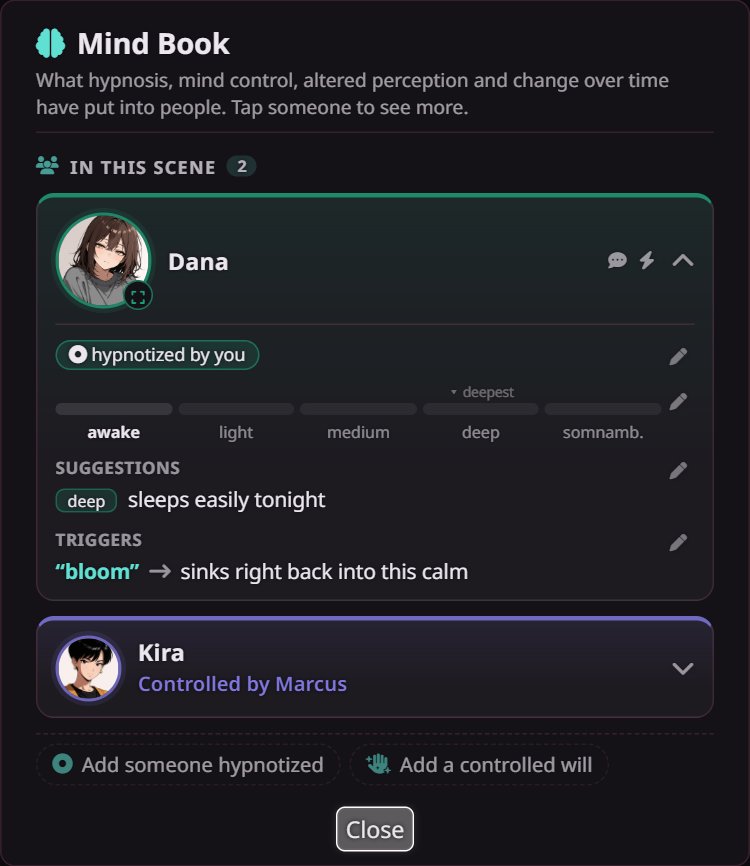 Mind Book
What hypnosis, mind control, altered perception and change over time
have put into people. Tap someone to see more.
IN THIS SCENE 2
Dana
hypnotized by you
deepest
awake light medium deep somnamb.
SUGGESTIONS
deep sleeps easily tonight
TRIGGERS
“bloom” → sinks right back into this calm
Kira
Controlled by Marcus
Add someone hypnotized Add a controlled will
Close